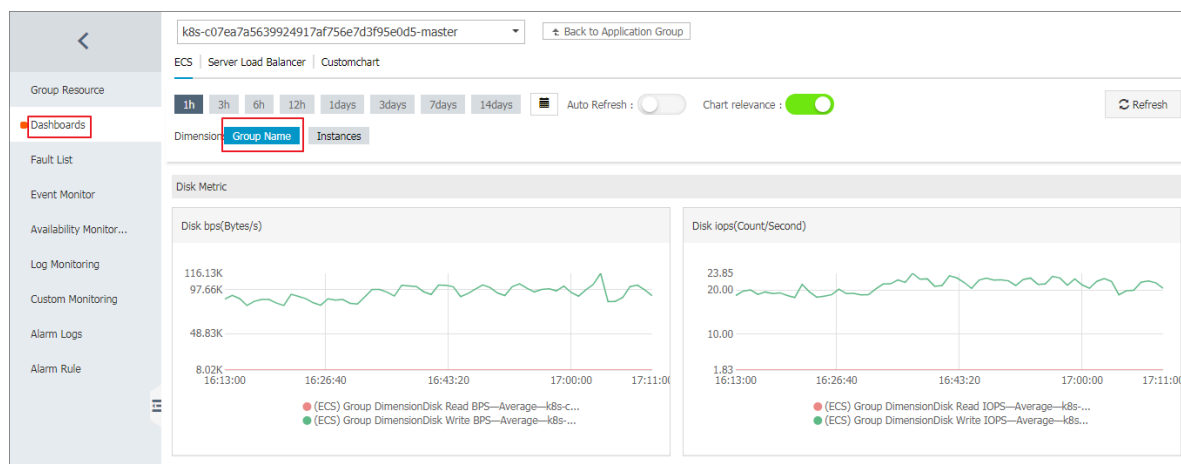 k8s-c07ea7a5639924917af756e7d3f95e0d5-master
Back to Application Group
ECS
Server Load Balancer
Customchart
Group Resource
Dashboards
Fault List
Event Monitor
Availability Monitor...
Log Monitoring
Custom Monitoring
Alarm Logs
Alarm Rule
1h 3h 6h 12h 1days 3days 7days 14days
Auto Refresh :
Chart relevance :
Refresh
Dimension:
Group Name
Instances
Disk Metric
Disk bps(Bytes/s)
116.13K
97.66K
48.83K
8.02K
16:13:00 16:26:40 16:43:20 17:00:00 17:11:00
(ECS) Group DimensionDisk Read BPS—Average—k8s-c...
(ECS) Group DimensionDisk Write BPS—Average—k8s-...
Disk iops(Count/Second)
23.85
20.00
10.00
1.83
16:13:00 16:26:40 16:43:20 17:00:00 17:11:00
(ECS) Group DimensionDisk Read IOPS—Average—k8s-...
(ECS) Group DimensionDisk Write IOPS—Average—k8s...